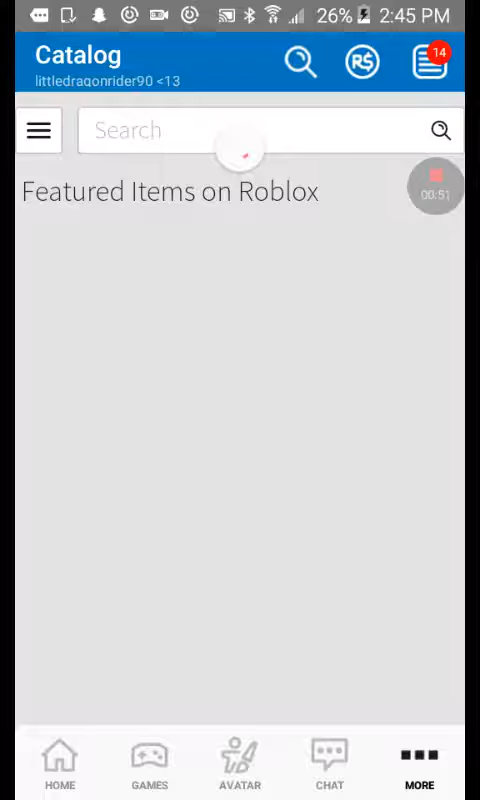 26% 2:45 PM
Catalog
littledragonrider90 <13
R$
14
Search
00:51
Featured Items on Roblox
HOME GAMES AVATAR CHAT MORE